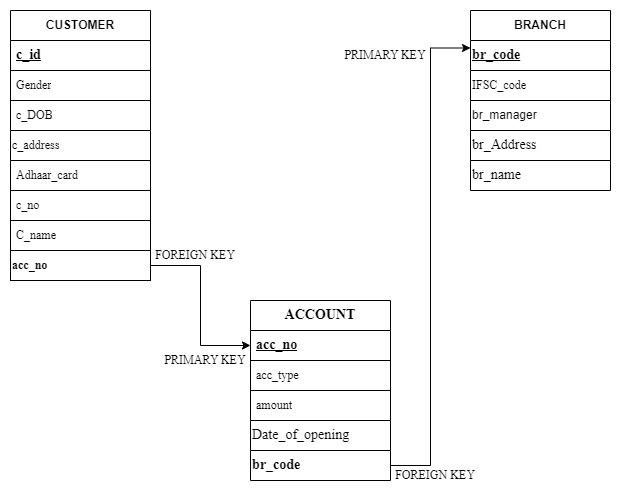 CUSTOMER
c_id
Gender
c_DOB
c_address
Adhaar_card
c_no
C_name
acc_no
FOREIGN KEY
PRIMARY KEY
ACCOUNT
acc_no
acc_type
amount
Date_of_opening
br_code
FOREIGN KEY
PRIMARY KEY
BRANCH
br_code
IFSC_code
br_manager
br_Address
br_name